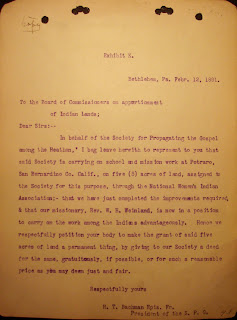 Exhibit S.
Bethlehem, Pa. Febr. 12, 1891.
To the Board of Commissioners on apportionment
of Indian lands;
Dear Sirs:-
In behalf of the Society for Propagating the Gospel
among the Heathen, I beg leave herewith to represent to you that
said Society is carrying on school and mission work at Potrero,
San Bernardino Co. Calif., on five (5) acres of land, assigned to
the Society for this purpose, through the National Women's Indian
Association;- that we have just completed the improvements required,
& that our missionary, Rev. W. H. Weinland, is now in a position
to carry on the work among the Indians advantageously. Hence we
respectfully petition your body to make the grant of said five
acres of land a permanent thing, by giving to our Society a deed
for the same, gratuitously, if possible, or for such a reasonable
price as you may deem just and fair.
Respectfully yours
H. T. Bachman Epis. Fr.
President of the S. P. G.